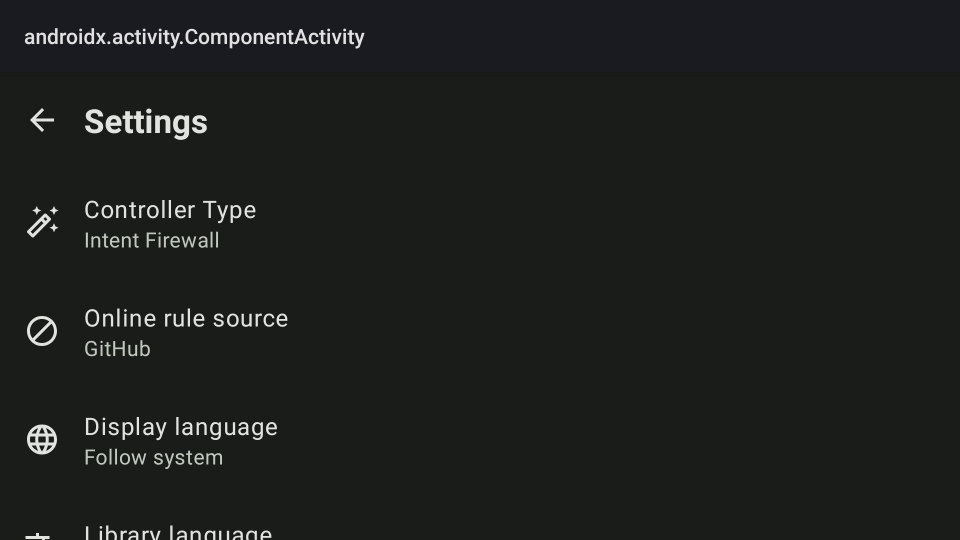 androidx.activity.ComponentActivity
Settings
Controller Type
Intent Firewall
Online rule source
GitHub
Display language
Follow system
Library language